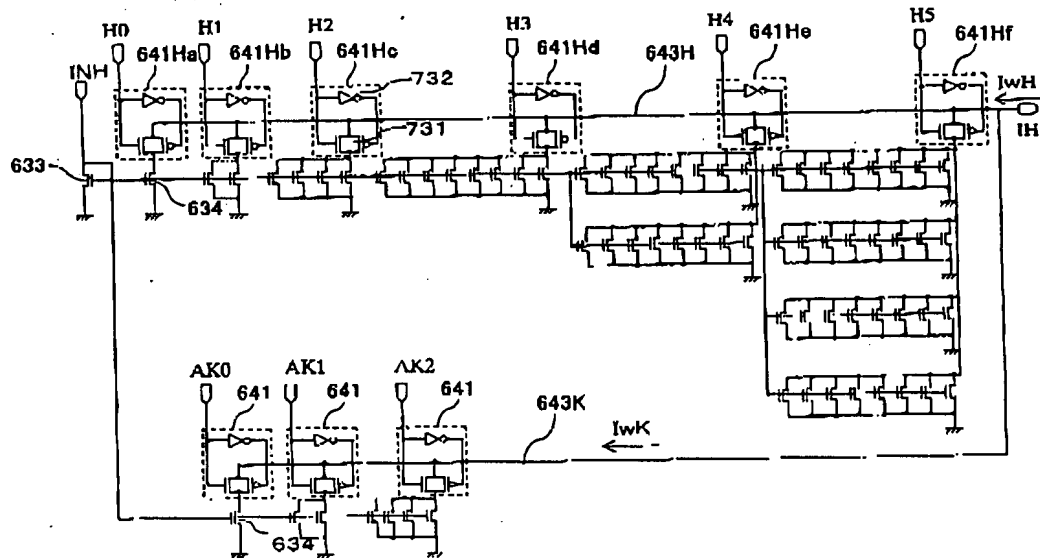 H0
641Ha
H1
641Hb
H2
641Hc
732
H3
641Hd
643H
H4
641He
H5
641Hf
INH
IwH
IH
731
633
634
AK0
641
AK1
641
AK2
641
643K
IwK
634